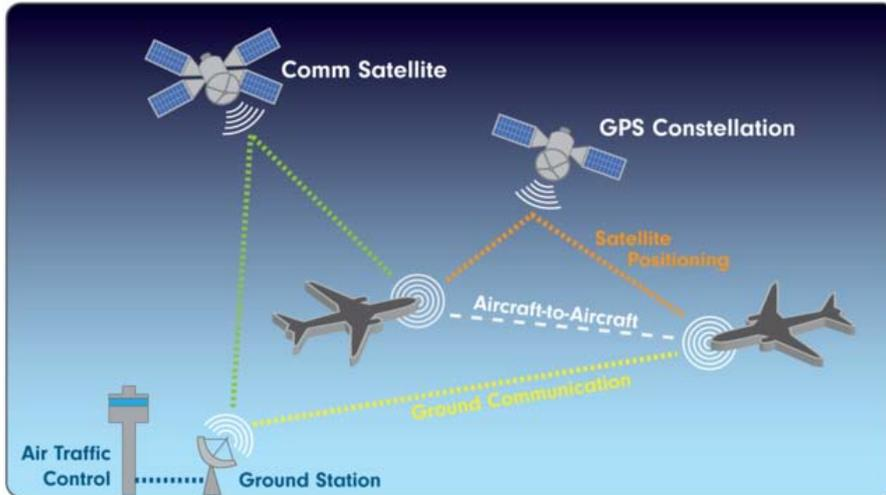 Comm Satellite
GPS Constellation
Satellite
Positioning
Aircraft-to-Aircraft
Ground Communication
Air Traffic
Control
Ground Station